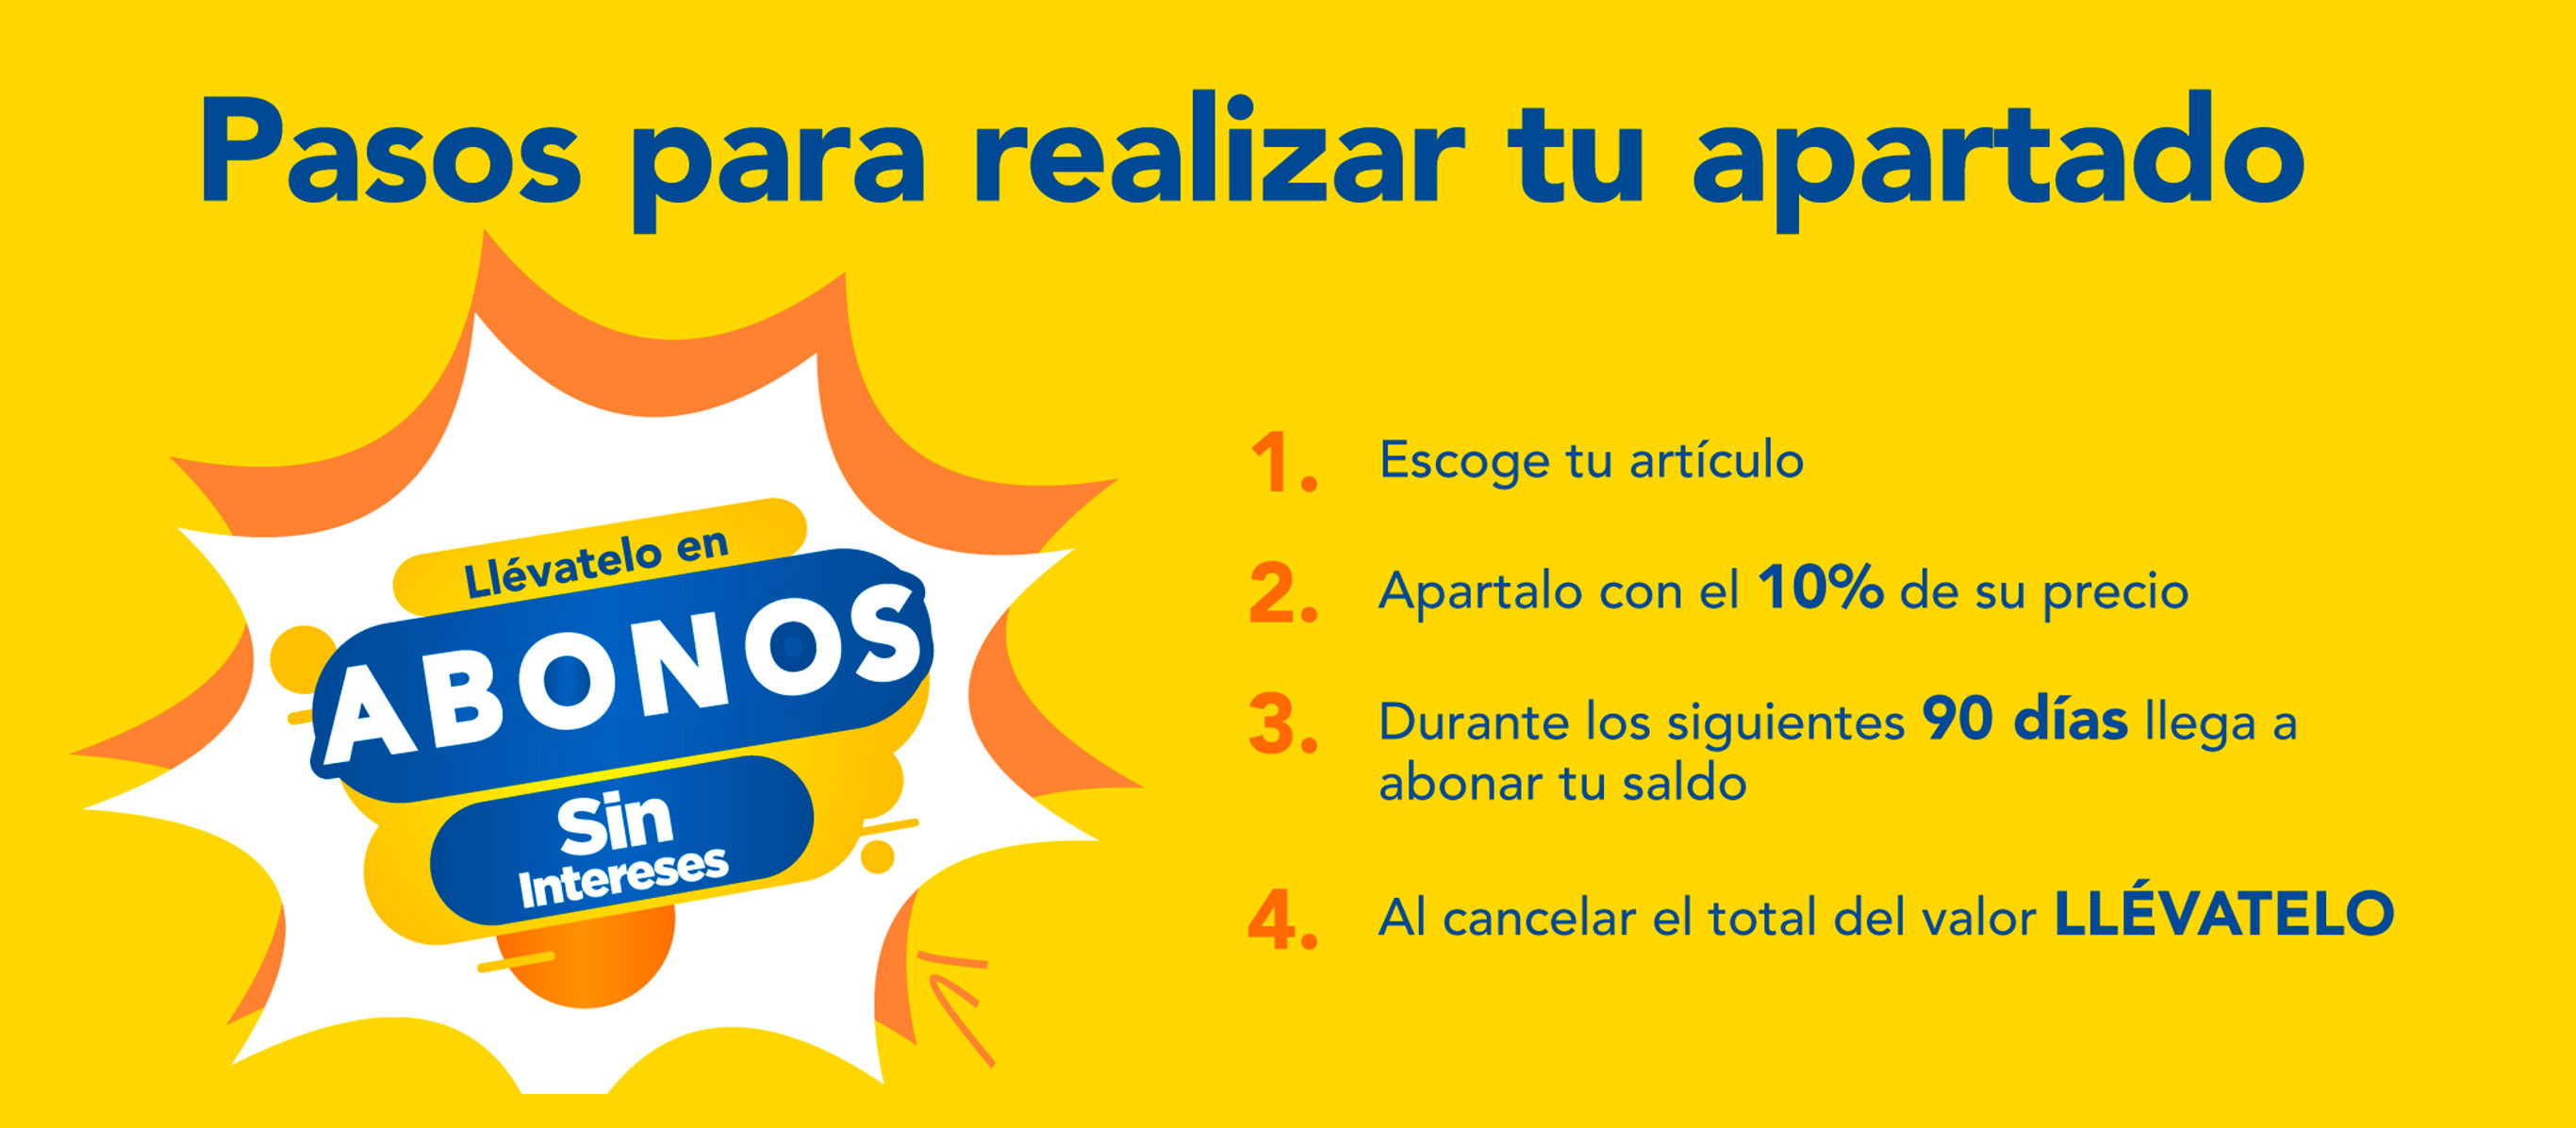 Pasos para realizar tu apartado
Llévatelo en
ABONOS
Sin
Intereses
1. Escoge tu artículo
2. Apartalo con el 10% de su precio
3. Durante los siguientes 90 días llega a
abonar tu saldo
4. Al cancelar el total del valor LLÉVATELO